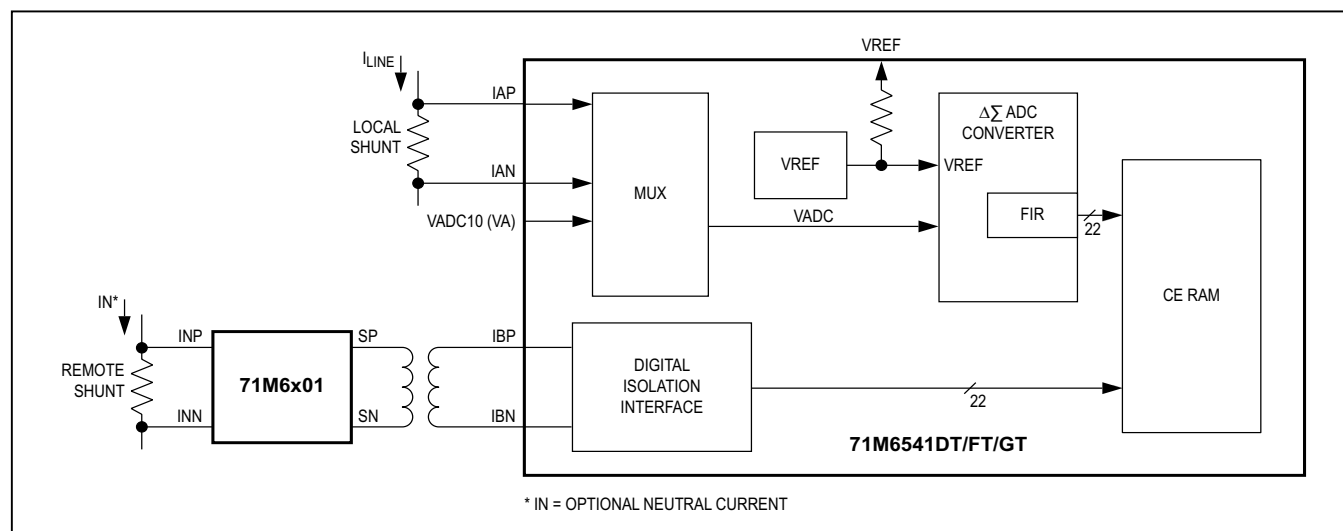 I LINE
IAP
LOCAL
SHUNT
IAN
VADC10 (VA)
MUX
VREF
VREF
VADC
ΔΣ ADC
CONVERTER
VREF
FIR
22
CE RAM
IN*
INP
REMOTE
SHUNT
INN
71M6x01
SP
SN
IBP
IBN
DIGITAL
ISOLATION
INTERFACE
22
71M6541DT/FT/GT
* IN = OPTIONAL NEUTRAL CURRENT